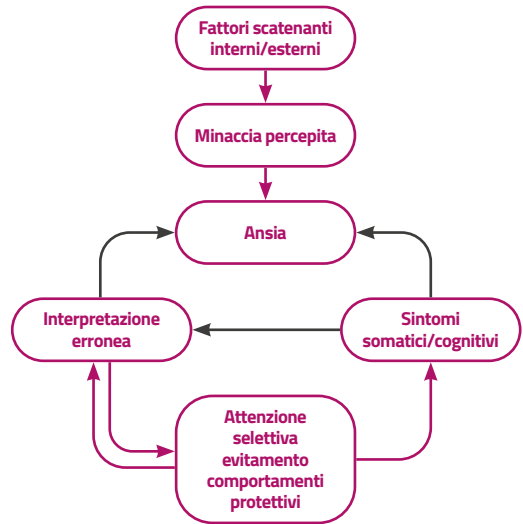 Fattori scatenanti
interni/esterni
Minaccia percepita
Ansia
Interpretazione
erronea
Sintomi
somatici/cognitivi
Attenzione
selettiva
evitamento
comportamenti
protettivi